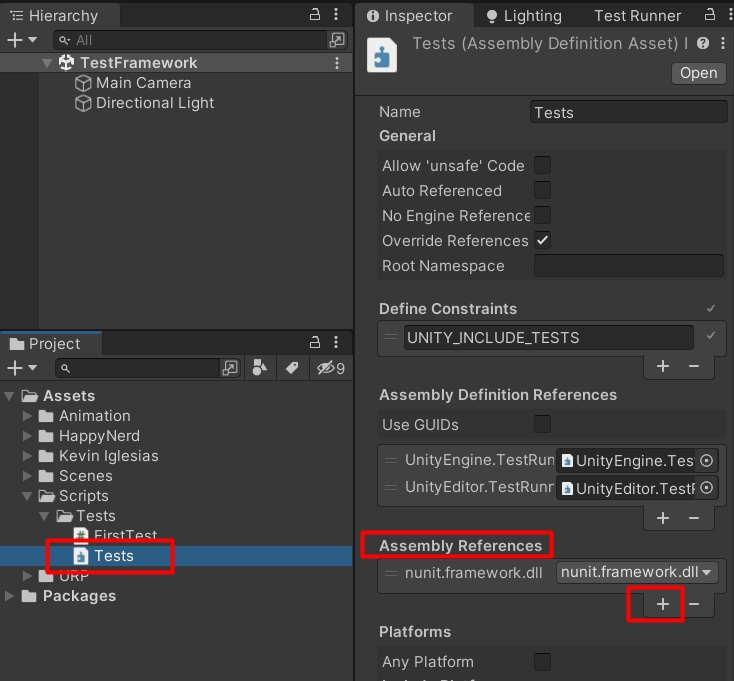 Hierarchy
All
TestFramework
Main Camera
Directional Light
Project
9
Assets
Animation
HappyNerd
Kevin Iglesias
Scenes
Scripts
Tests
FirstTest
Tests
URP
Packages
Inspector
Lighting
Test Runner
Tests (Assembly Definition Asset) I
Open
Name
Tests
General
Allow 'unsafe' Code
Auto Referenced
No Engine Reference
Override References
Root Namespace
Define Constraints
UNITY_INCLUDE_TESTS
Assembly Definition References
Use GUIDs
UnityEngine.TestRun UnityEngine.Tes
UnityEditor.TestRunn UnityEditor.TestR
Assembly References
nunit.framework.dll nunit.framework.dll
Platforms
Any Platform